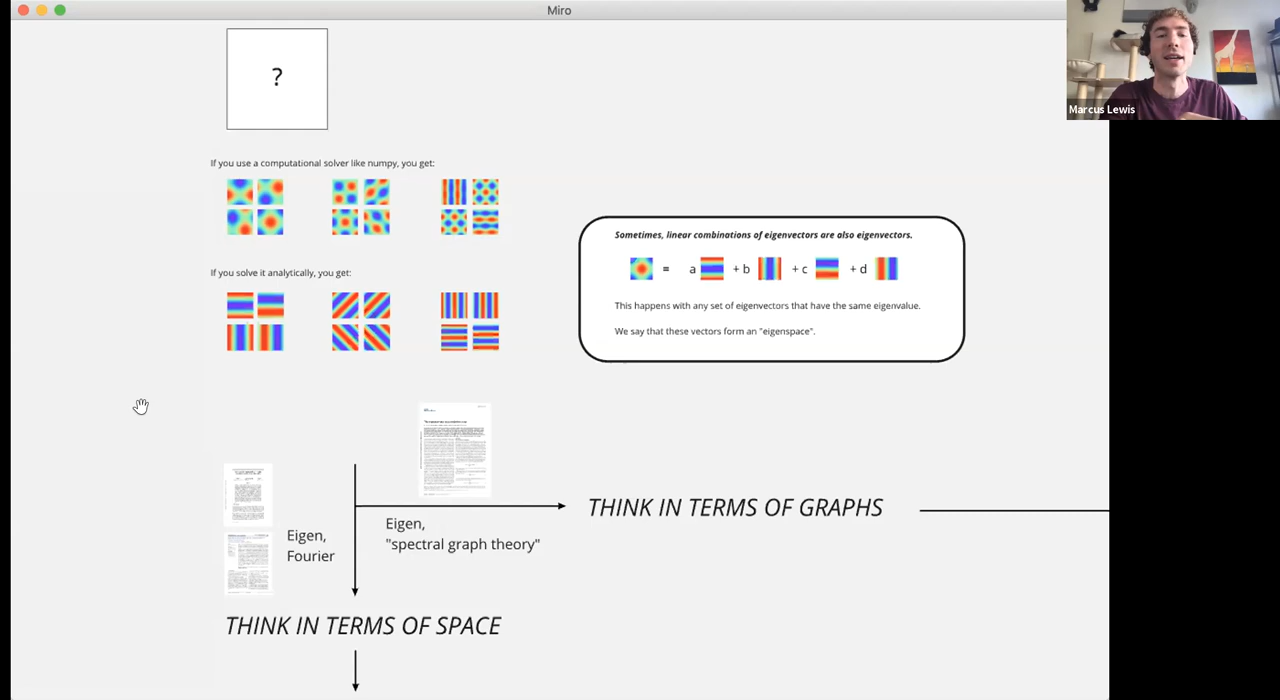 Miro
Marcus Lewis
?
If you use a computational solver like numpy, you get:
Sometimes, linear combinations of eigenvectors are also eigenvectors.
= a + b + c + d
This happens with any set of eigenvectors that have the same eigenvalue.
We say that these vectors form an "eigenspace".
If you solve it analytically, you get:
THINK IN TERMS OF GRAPHS
Eigen,
"spectral graph theory"
Eigen,
Fourier
THINK IN TERMS OF SPACE